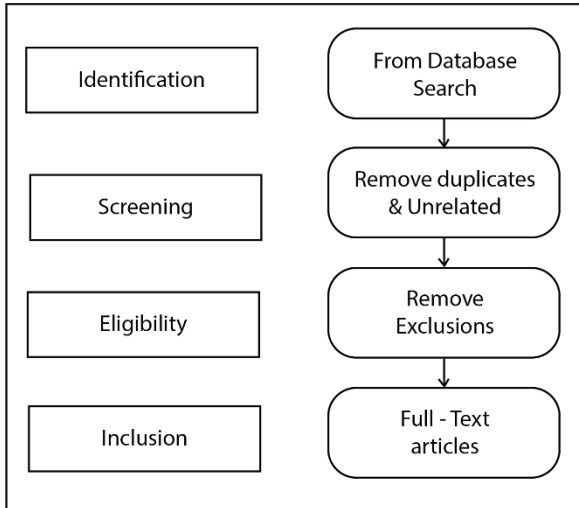 Identification
From Database
Search
Screening
Remove duplicates
& Unrelated
Eligibility
Remove
Exclusions
Inclusion
Full - Text
articles